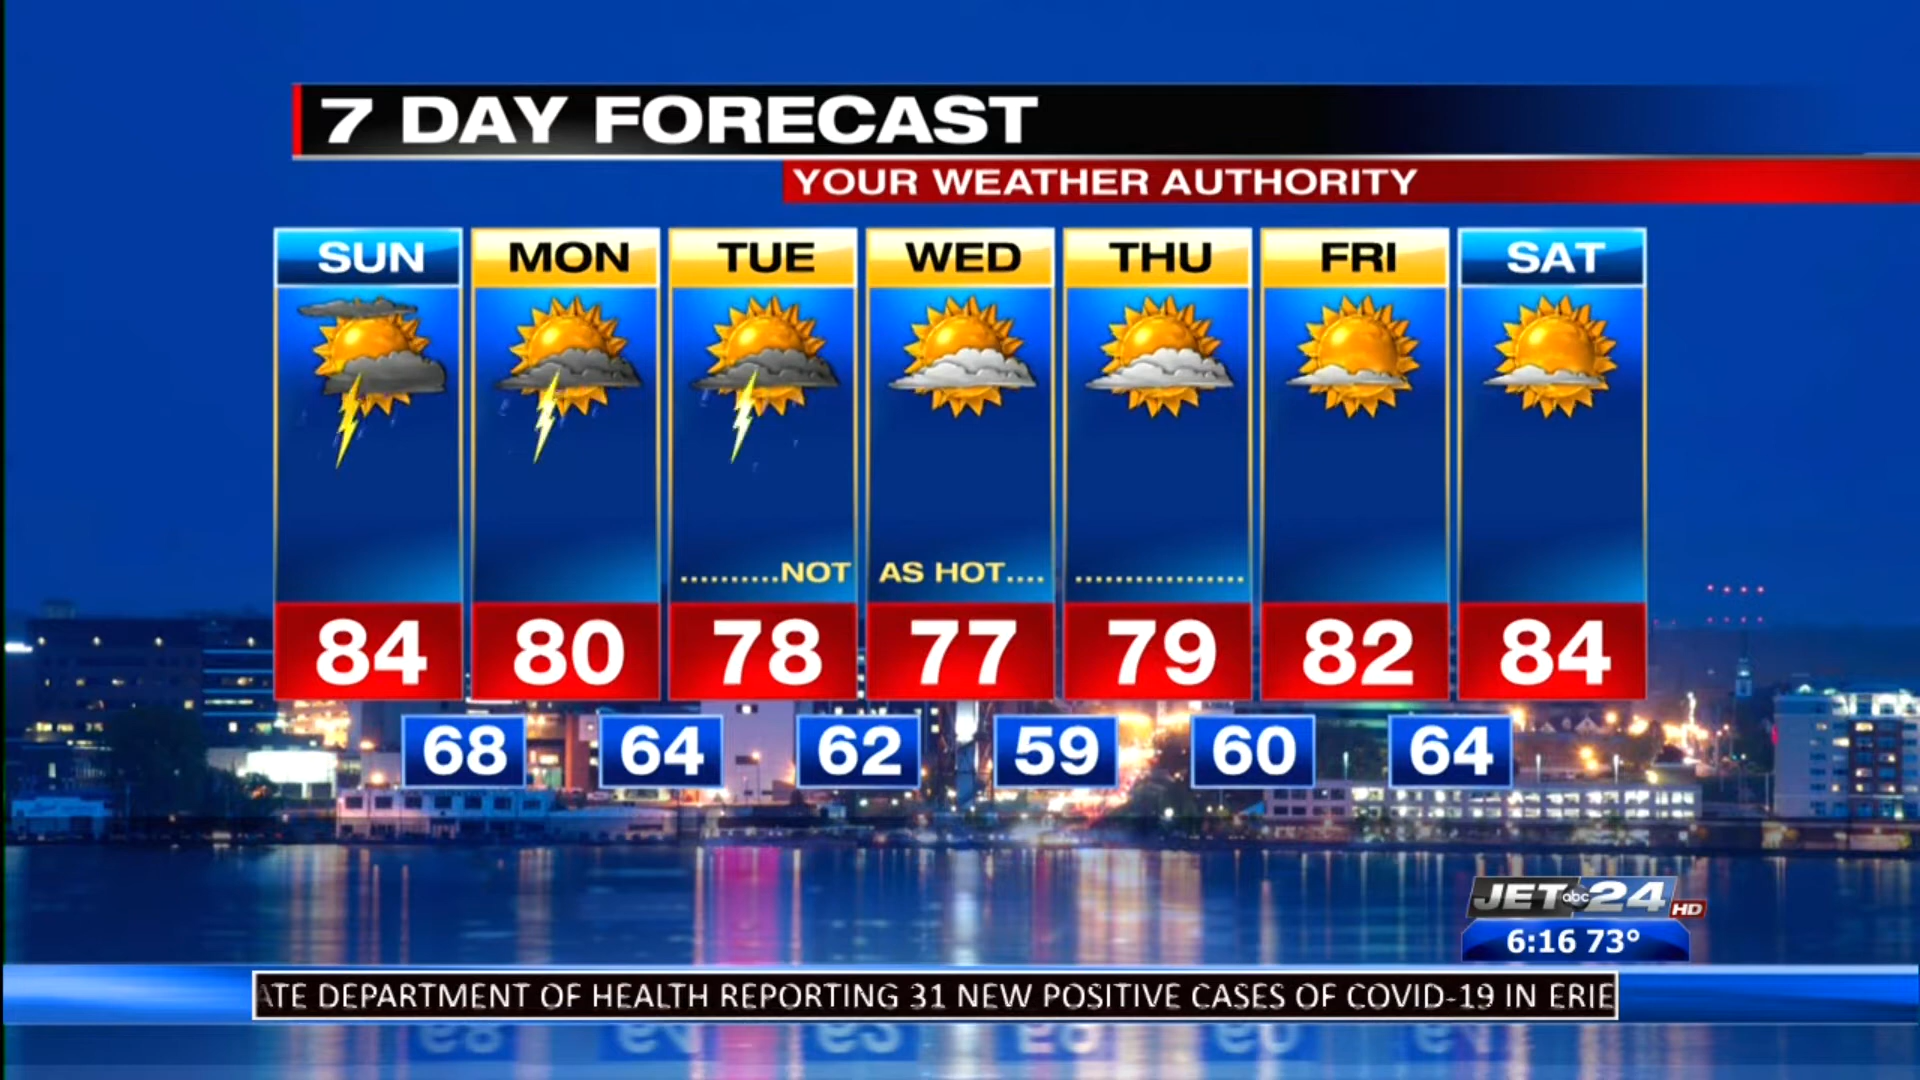 7 DAY FORECAST
YOUR WEATHER AUTHORITY
SUN MON TUE WED THU FRI SAT
..........NOT AS HOT.... .................
84 80 78 77 79 82 84
68 64 62 59 60 64
JET abc 24 HD
6:16 73°
ATE DEPARTMENT OF HEALTH REPORTING 31 NEW POSITIVE CASES OF COVID-19 IN ERIE